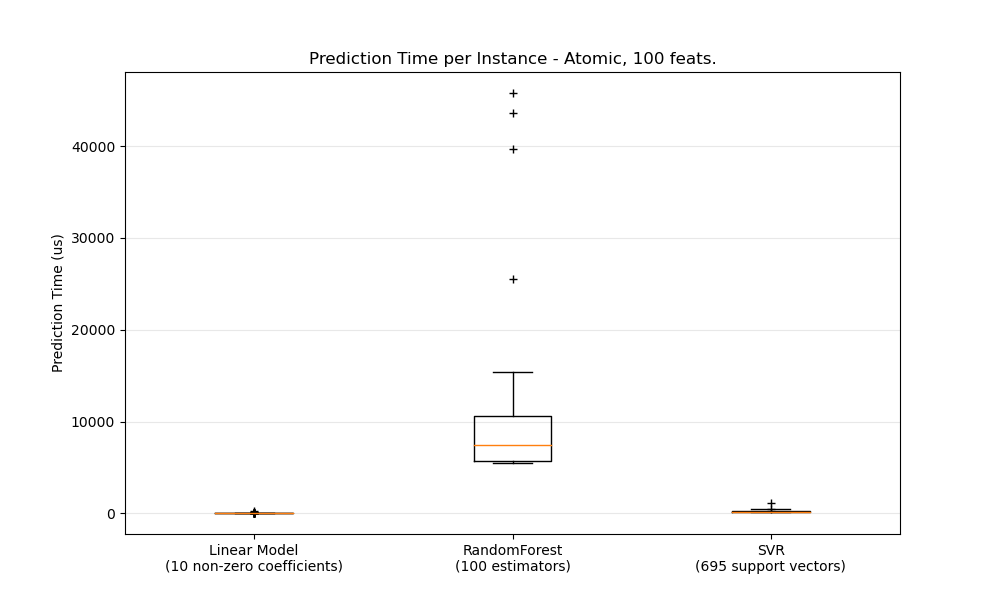 Prediction Time per Instance - Atomic, 100 feats.
Prediction Time (us)
40000
30000
20000
10000
0
Linear Model
(10 non-zero coefficients)
RandomForest
(100 estimators)
SVR
(695 support vectors)